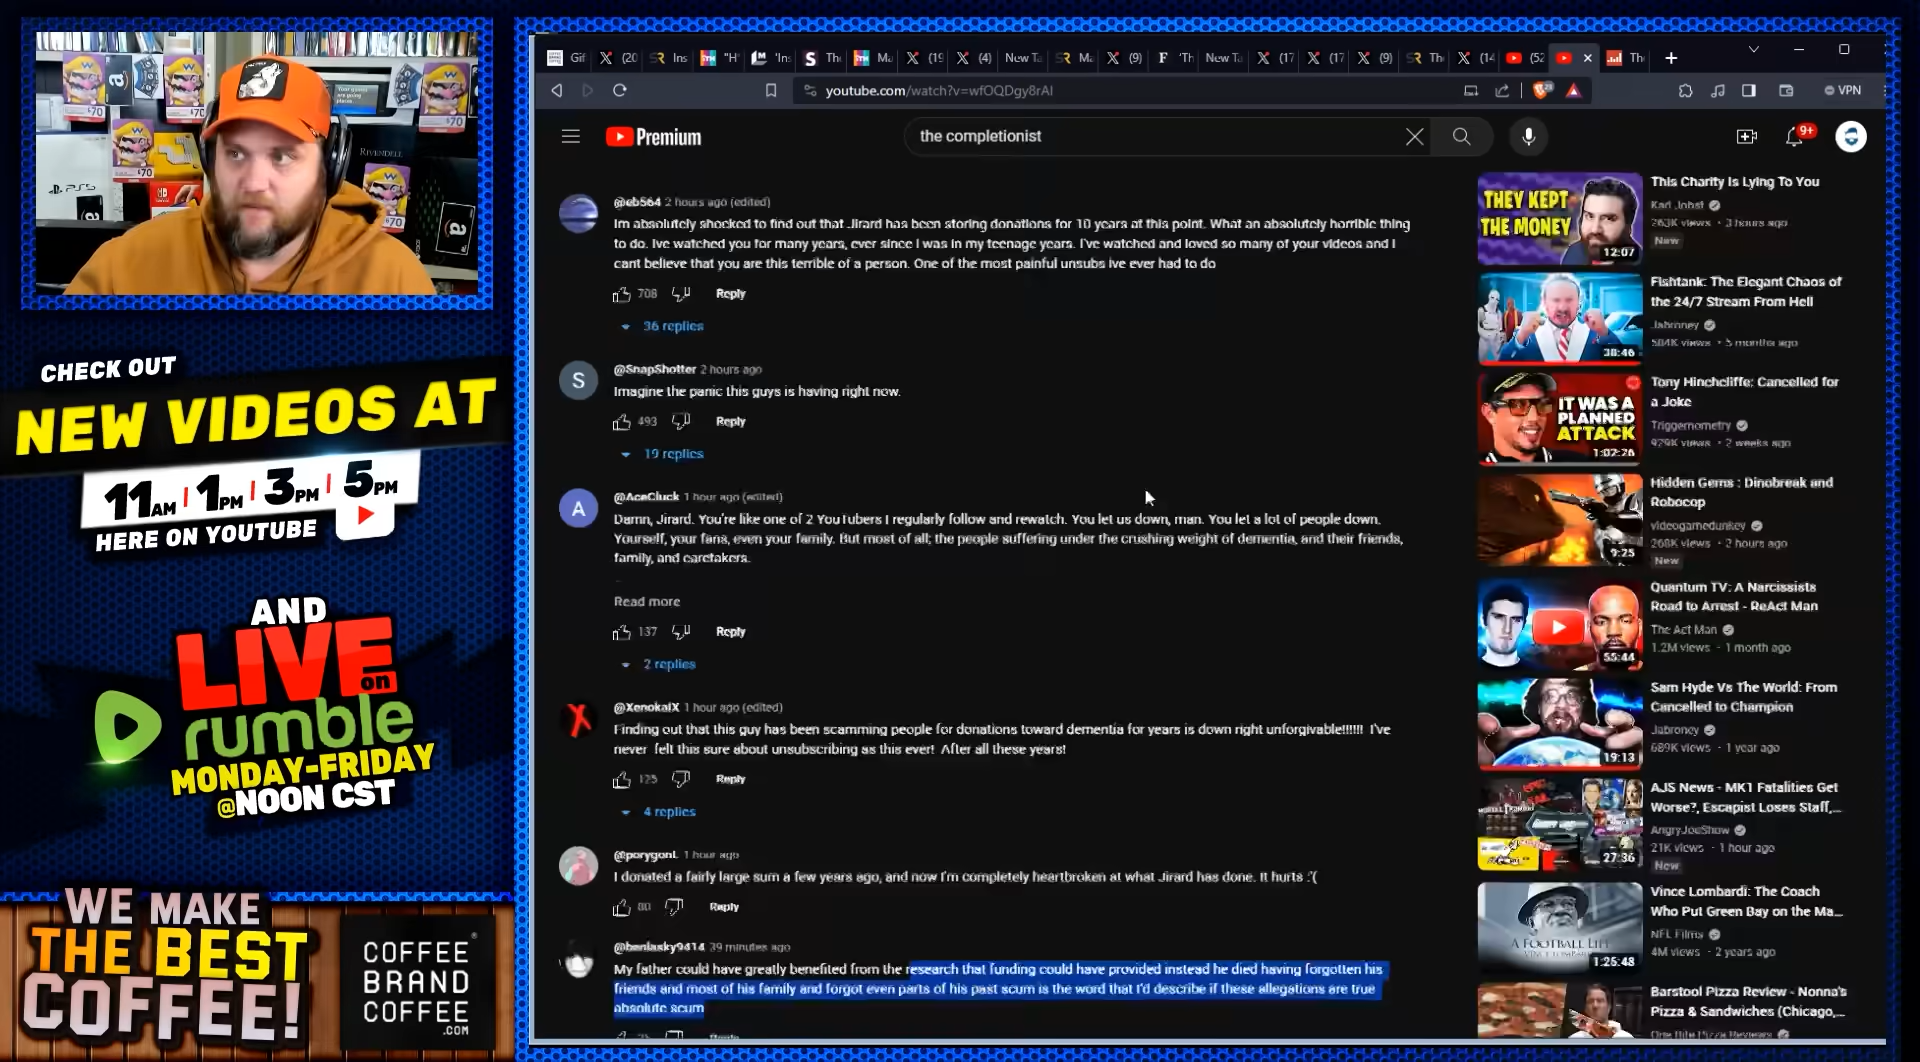 CHECK OUT
NEW VIDEOS AT
11AM | 1PM | 3PM | 5PM
HERE ON YOUTUBE
AND
LIVE on
rumble
MONDAY-FRIDAY
@NOON CST
WE MAKE
THE BEST
COFFEE!
COFFEE
BRAND
COFFEE
.COM
RIVENDELL
PS5
$70
$70
$70
$70
youtube.com/watch?v=wfOQDgy8rAI
VPN
Premium
the completionist
9+
@eb564 2 hours ago (edited)
Im absolutely shocked to find out that Jirard has been storing donations for 10 years at this point. What an absolutely horrible thing
to do. Ive watched you for many years, ever since I was in my teenage years. I've watched and loved so many of your videos and I
cant believe that you are this terrible of a person. One of the most painful unsubs ive ever had to do
708 Reply
36 replies
S
@SnapShotter 2 hours ago
Imagine the panic this guys is having right now.
493 Reply
19 replies
A
@AceCluck 1 hour ago (edited)
Damn, Jirard. You're like one of 2 YouTubers I regularly follow and rewatch. You let us down, man. You let a lot of people down.
Yourself, your fans, even your family. But most of all; the people suffering under the crushing weight of dementia, and their friends,
family, and caretakers.
Read more
137 Reply
2 replies
@XenokaiX 1 hour ago (edited)
Finding out that this guy has been scamming people for donations toward dementia for years is down right unforgivable!!!!!! I've
never felt this sure about unsubscribing as this ever! After all these years!
125 Reply
4 replies
@porygonL 1 hour ago
I donated a fairly large sum a few years ago, and now I'm completely heartbroken at what Jirard has done. It hurts :'(
80 Reply
@benlasky9414 39 minutes ago
My father could have greatly benefited from the research that funding could have provided instead he died having forgotten his
friends and most of his family and forgot even parts of his past scum is the word that I'd describe if these allegations are true
absolute scum
THEY KEPT
THE MONEY
12:07
This Charity Is Lying To You
Karl Jobst
263K views · 3 hours ago
New
38:46
Fishtank: The Elegant Chaos of
the 24/7 Stream From Hell
Jabroney
584K views · 5 months ago
IT WAS A
PLANNED
ATTACK
1:02:26
Tony Hinchcliffe: Cancelled for
a Joke
Triggernometry
929K views · 2 weeks ago
9:25
Hidden Gems : Dinobreak and
Robocop
videogamedunkey
268K views · 2 hours ago
New
55:44
Quantum TV: A Narcissists
Road to Arrest - ReAct Man
The Act Man
1.2M views · 1 month ago
19:13
Sam Hyde Vs The World: From
Cancelled to Champion
Jabroney
689K views · 1 year ago
27:36
AJS News - MK1 Fatalities Get
Worse?, Escapist Loses Staff,...
AngryJoeShow
21K views · 1 hour ago
New
A FOOTBALL LIFE
1:25:48
Vince Lombardi: The Coach
Who Put Green Bay on the Ma...
NFL Films
4M views · 2 years ago
Barstool Pizza Review - Nonna's
Pizza & Sandwiches (Chicago,...
One Bite Pizza Reviews